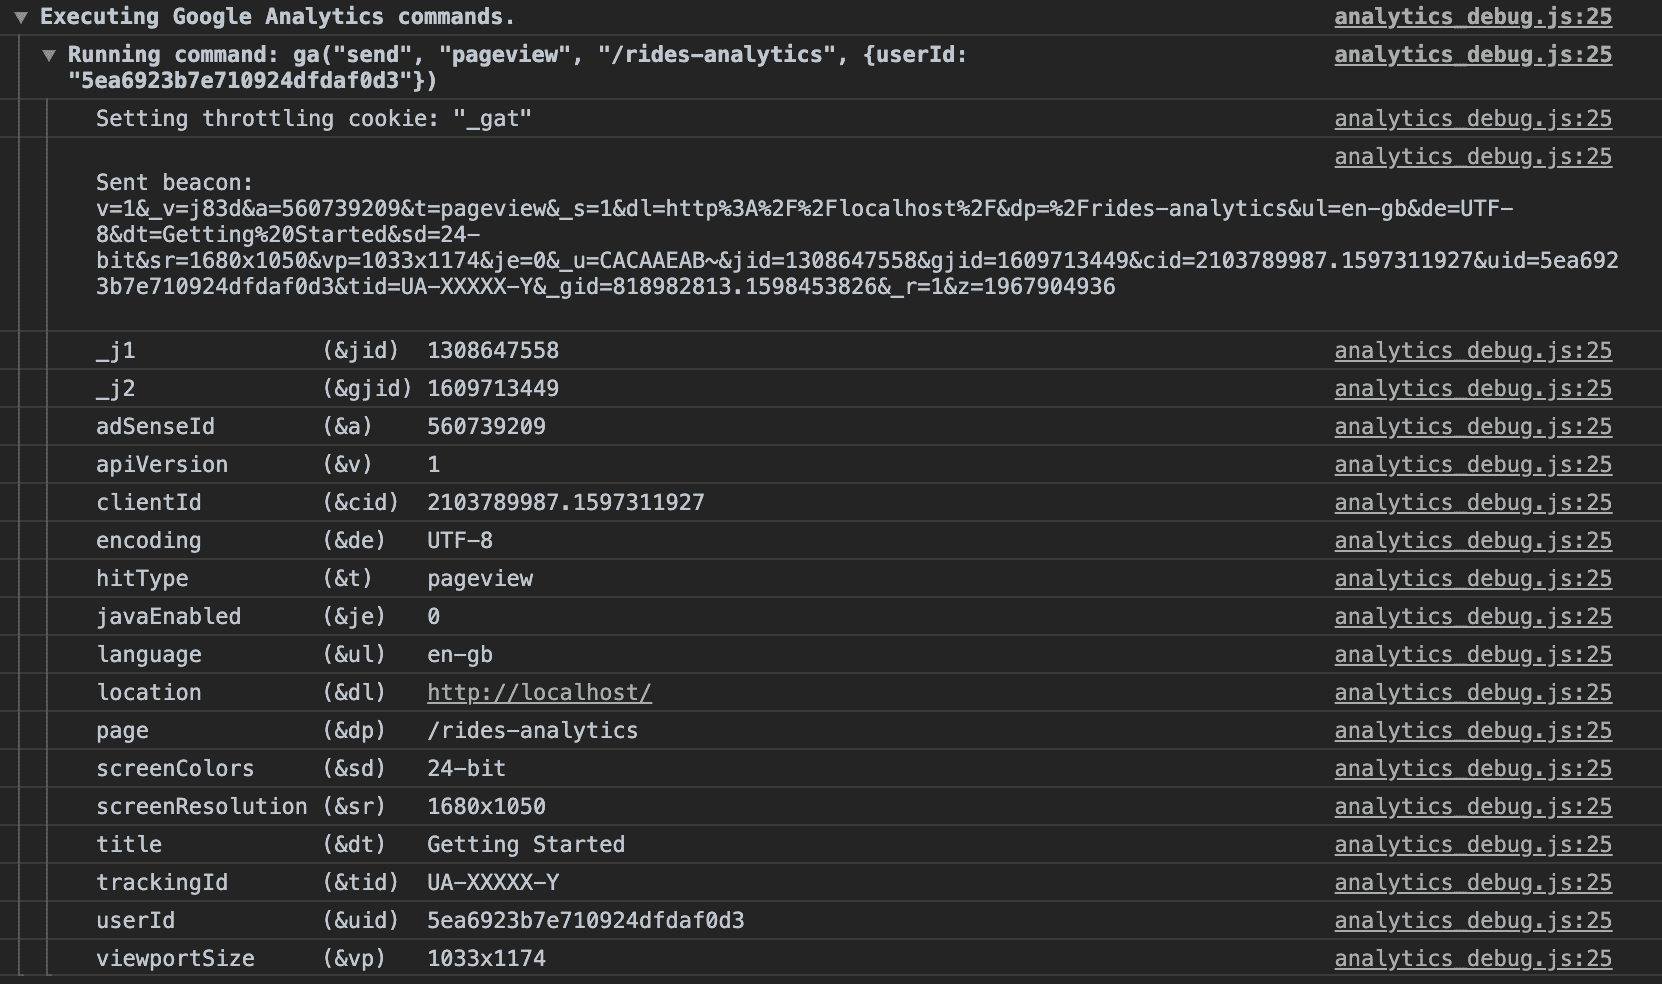 ▼ Executing Google Analytics commands. analytics_debug.js:25
▼ Running command: ga("send", "pageview", "/rides-analytics", {userId: analytics_debug.js:25
"5ea6923b7e710924dfdaf0d3"})
Setting throttling cookie: "_gat" analytics_debug.js:25
analytics_debug.js:25
Sent beacon:
v=1&_v=j83d&a=560739209&t=pageview&_s=1&dl=http%3A%2F%2Flocalhost%2F&dp=%2Frides-analytics&ul=en-gb&de=UTF-
8&dt=Getting%20Started&sd=24-
bit&sr=1680x1050&vp=1033x1174&je=0&_u=CACAAEAB~&jid=1308647558&gjid=1609713449&cid=2103789987.1597311927&uid=5ea692
3b7e710924dfdaf0d3&tid=UA-XXXXX-Y&_gid=818982813.1598453826&_r=1&z=1967904936
_j1 (&jid) 1308647558 analytics_debug.js:25
_j2 (&gjid) 1609713449 analytics_debug.js:25
adSenseId (&a) 560739209 analytics_debug.js:25
apiVersion (&v) 1 analytics_debug.js:25
clientId (&cid) 2103789987.1597311927 analytics_debug.js:25
encoding (&de) UTF-8 analytics_debug.js:25
hitType (&t) pageview analytics_debug.js:25
javaEnabled (&je) 0 analytics_debug.js:25
language (&ul) en-gb analytics_debug.js:25
location (&dl) http://localhost/ analytics_debug.js:25
page (&dp) /rides-analytics analytics_debug.js:25
screenColors (&sd) 24-bit analytics_debug.js:25
screenResolution (&sr) 1680x1050 analytics_debug.js:25
title (&dt) Getting Started analytics_debug.js:25
trackingId (&tid) UA-XXXXX-Y analytics_debug.js:25
userId (&uid) 5ea6923b7e710924dfdaf0d3 analytics_debug.js:25
viewportSize (&vp) 1033x1174 analytics_debug.js:25